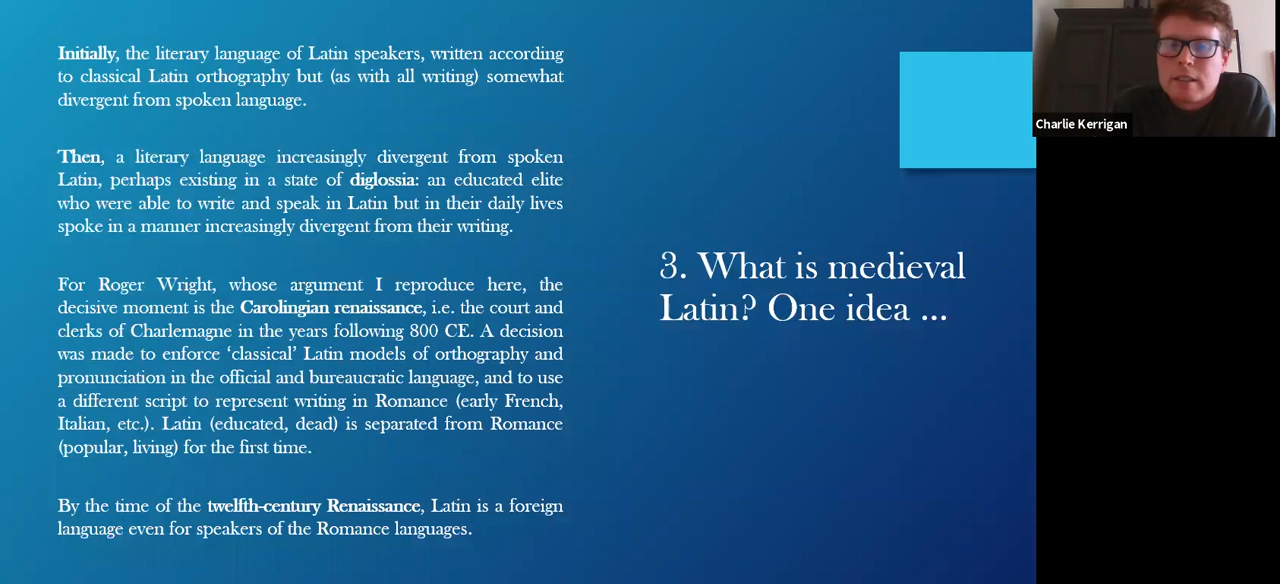 Initially, the literary language of Latin speakers, written according
to classical Latin orthography but (as with all writing) somewhat
divergent from spoken language.
Then, a literary language increasingly divergent from spoken
Latin, perhaps existing in a state of diglossia: an educated elite
who were able to write and speak in Latin but in their daily lives
spoke in a manner increasingly divergent from their writing.
For Roger Wright, whose argument I reproduce here, the
decisive moment is the Carolingian renaissance, i.e. the court and
clerks of Charlemagne in the years following 800 CE. A decision
was made to enforce ‘classical’ Latin models of orthography and
pronunciation in the official and bureaucratic language, and to use
a different script to represent writing in Romance (early French,
Italian, etc.). Latin (educated, dead) is separated from Romance
(popular, living) for the first time.
By the time of the twelfth-century Renaissance, Latin is a foreign
language even for speakers of the Romance languages.
3. What is medieval
Latin? One idea ...
Charlie Kerrigan